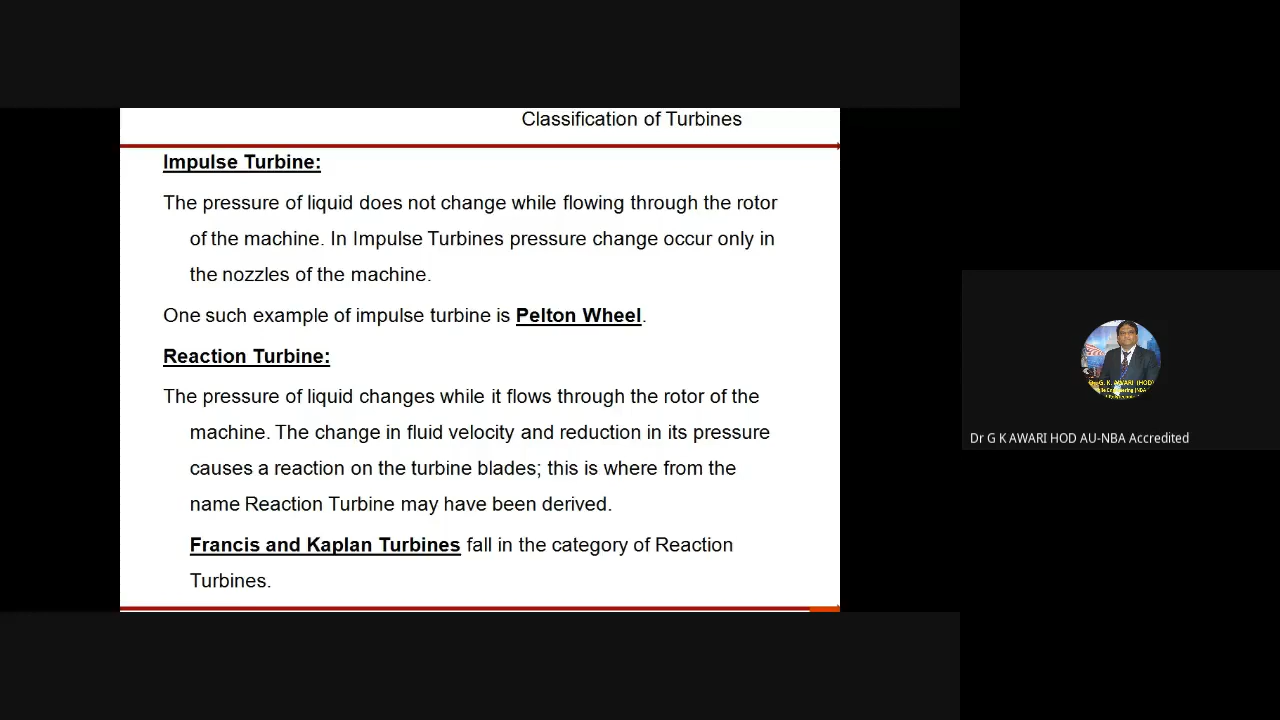 Classification of Turbines
Impulse Turbine:
The pressure of liquid does not change while flowing through the rotor
of the machine. In Impulse Turbines pressure change occur only in
the nozzles of the machine.
One such example of impulse turbine is Pelton Wheel.
Reaction Turbine:
The pressure of liquid changes while it flows through the rotor of the
machine. The change in fluid velocity and reduction in its pressure
causes a reaction on the turbine blades; this is where from the
name Reaction Turbine may have been derived.
Francis and Kaplan Turbines fall in the category of Reaction
Turbines.
G. K. AWARI (HOD)
Dr G K AWARI HOD AU-NBA Accredited